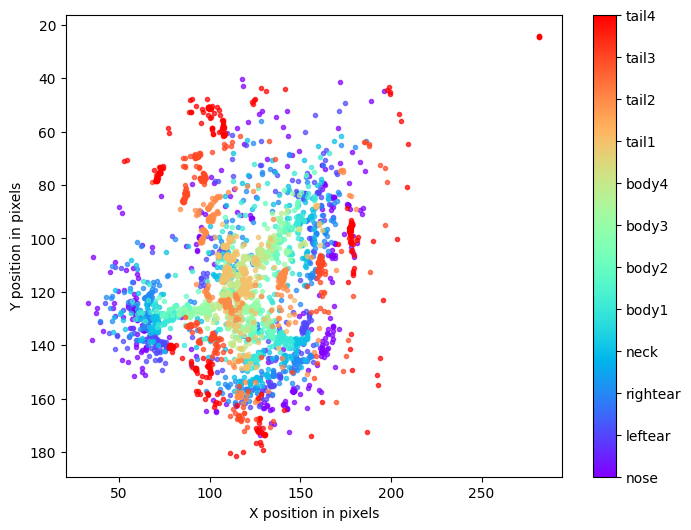 20
40
60
80
100
120
140
160
180
Y position in pixels
50
100
150
200
250
X position in pixels
tail4
tail3
tail2
tail1
body4
body3
body2
body1
neck
rightear
leftear
nose